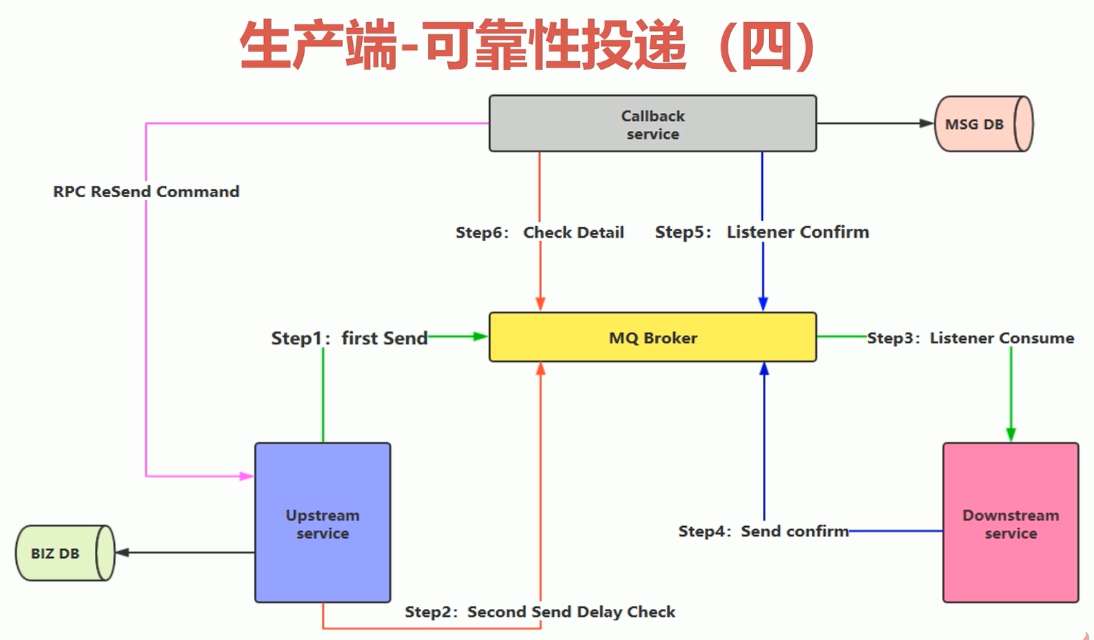 生产端-可靠性投递（四）
Callback
service
MSG DB
RPC ReSend Command
Step6： Check Detail
Step5： Listener Confirm
Step1：first Send
MQ Broker
Step3：Listener Consume
Upstream
service
Downstream
service
Step4：Send confirm
BIZ DB
Step2：Second Send Delay Check